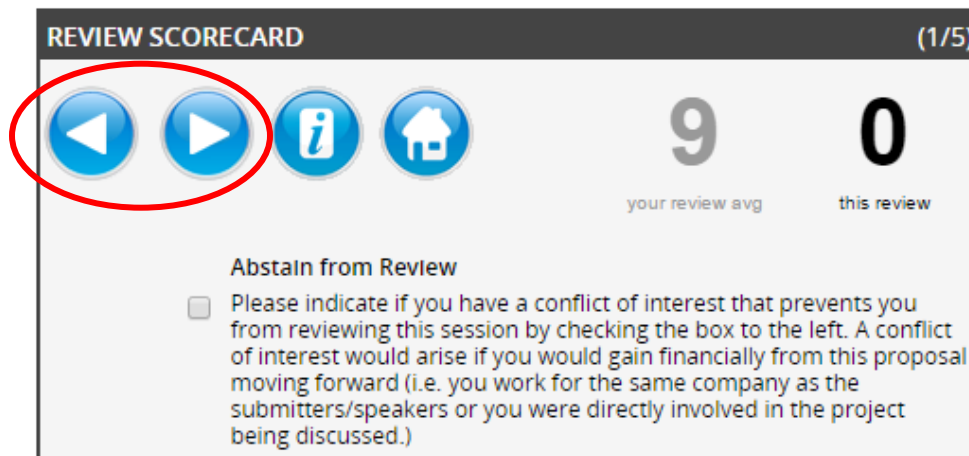 REVIEW SCORECARD (1/5)
i
9 0
your review avg this review
Abstain from Review
Please indicate if you have a conflict of interest that prevents you
from reviewing this session by checking the box to the left. A conflict
of interest would arise if you would gain financially from this proposal
moving forward (i.e. you work for the same company as the
submitters/speakers or you were directly involved in the project
being discussed.)